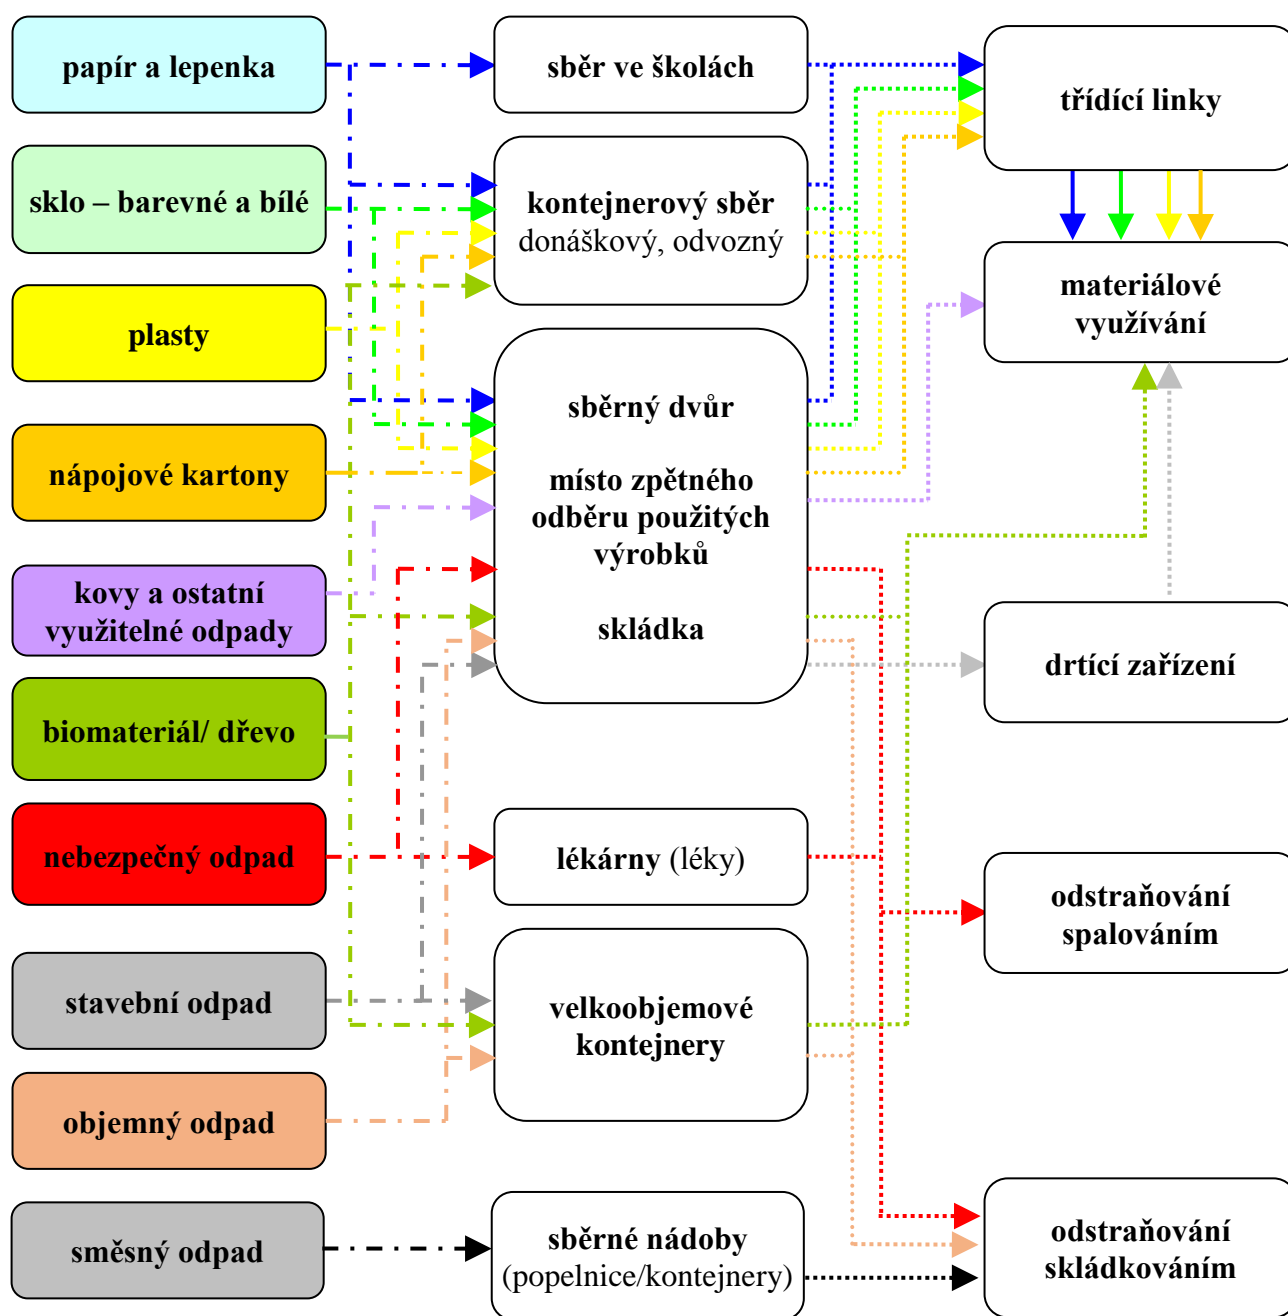 papír a lepenka
sklo – barevné a bílé
plasty
nápojové kartony
kovy a ostatní
využitelné odpady
biomateriál/ dřevo
nebezpečný odpad
stavební odpad
objemný odpad
směsný odpad
sběr ve školách
kontejnerový sběr
donáškový, odvozný
sběrný dvůr
místo zpětného
odběru použitých
výrobků
skládka
lékárny (léky)
velkoobjemové
kontejnery
sběrné nádoby
(popelnice/kontejnery)
třídící linky
materiálové
využívání
drtící zařízení
odstraňování
spalováním
odstraňování
skládkováním